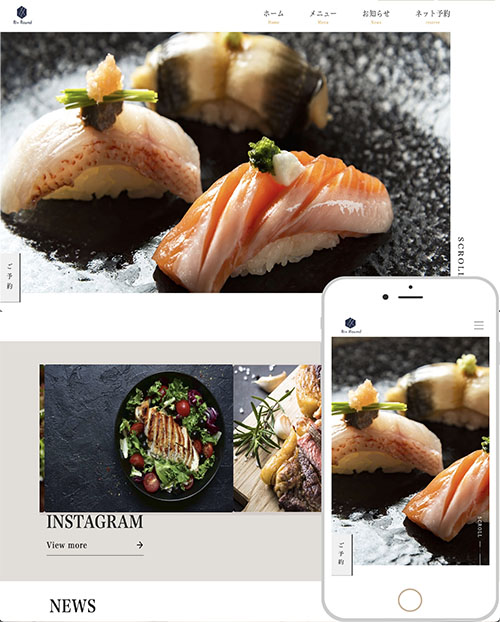 Bin-Round
ホーム
メニュー
お知らせ
ネット予約
Home
Menu
News
reserve
ご予約
SCROLL
INSTAGRAM
View more
NEWS
Bin-Round
SCROLL
ご予約